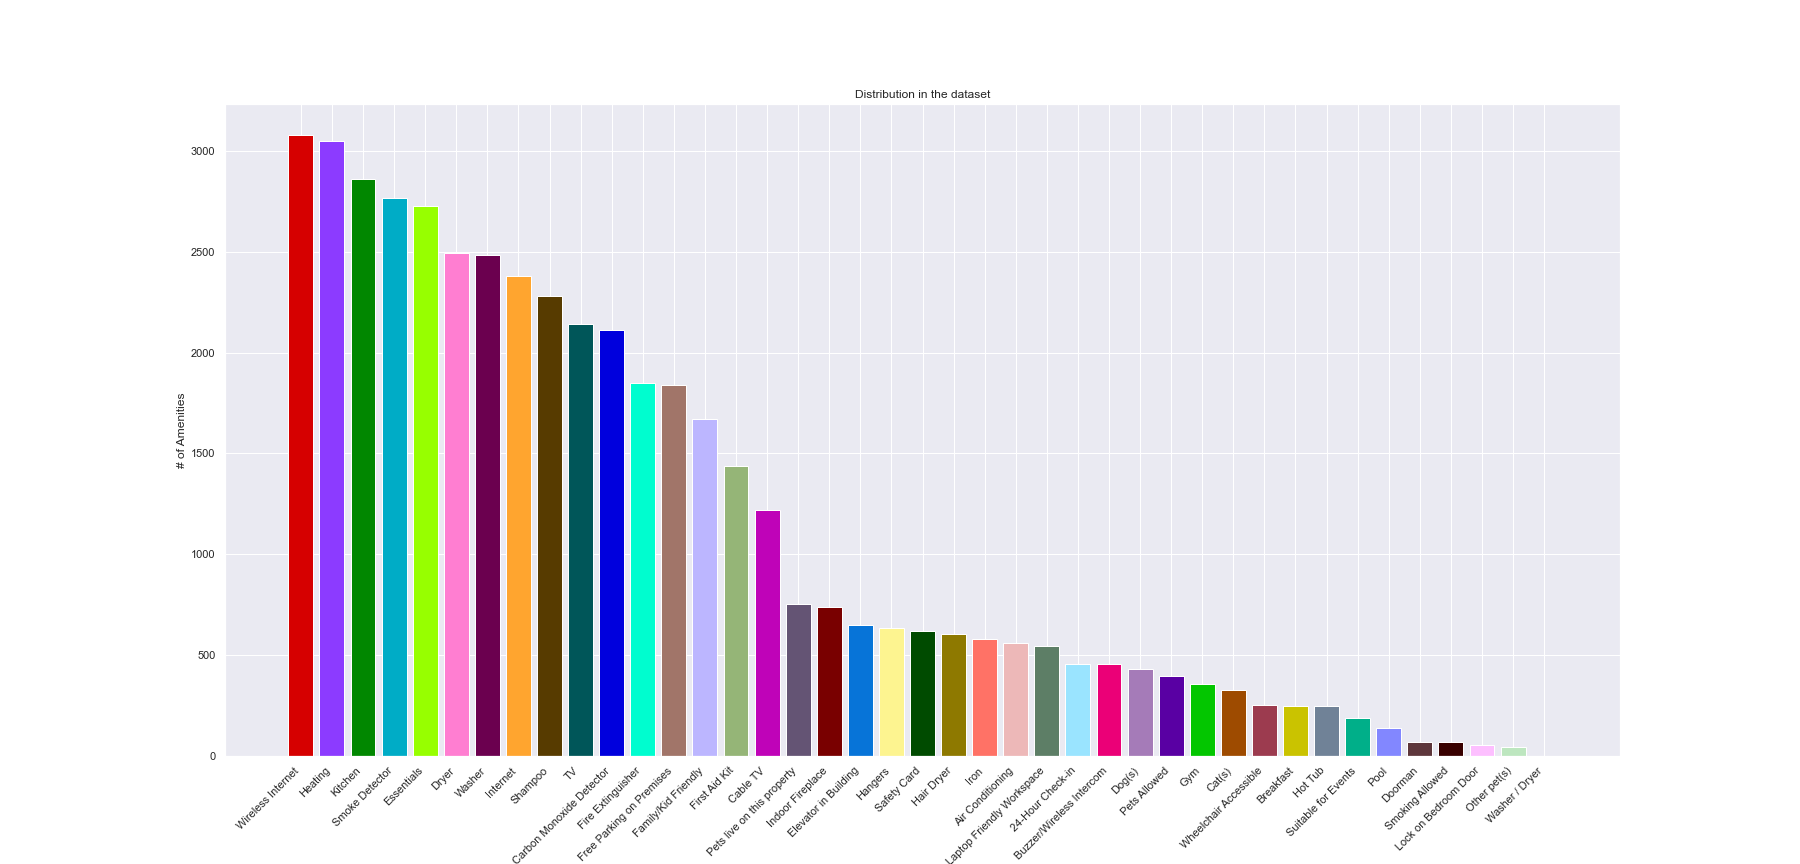 Distribution in the dataset
# of Amenities
3000
2500
2000
1500
1000
500
0
Wireless Internet
Heating
Kitchen
Smoke Detector
Essentials
Dryer
Washer
Internet
Shampoo
TV
Carbon Monoxide Detector
Fire Extinguisher
Free Parking on Premises
Family/Kid Friendly
First Aid Kit
Cable TV
Pets live on this property
Indoor Fireplace
Elevator in Building
Hangers
Safety Card
Hair Dryer
Iron
Air Conditioning
Laptop Friendly Workspace
24-Hour Check-in
Buzzer/Wireless Intercom
Dog(s)
Pets Allowed
Gym
Cat(s)
Wheelchair Accessible
Breakfast
Hot Tub
Suitable for Events
Pool
Doorman
Smoking Allowed
Lock on Bedroom Door
Other pet(s)
Washer / Dryer